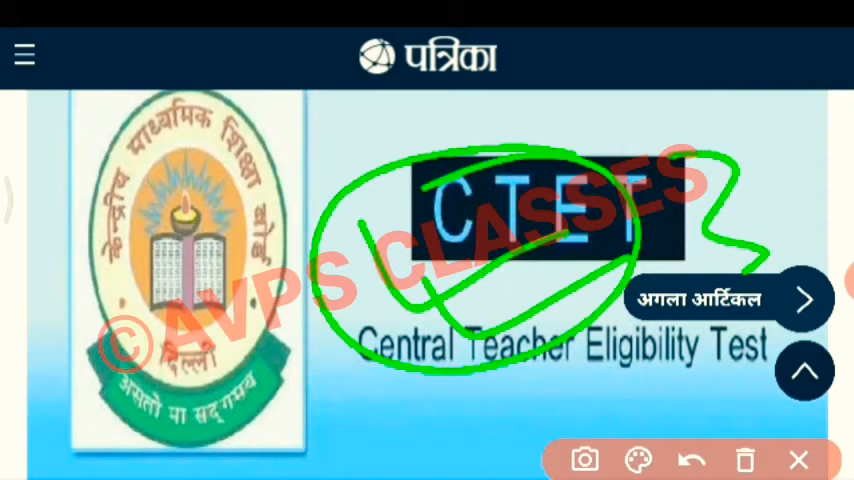 पत्रिका
केन्द्रीय माध्यमिक शिक्षा बोर्ड
CTET
©AVPS CLASSES
अगला आर्टिकल
Central Teacher Eligibility Test
दिल्ली
असतो मा सद् गमय